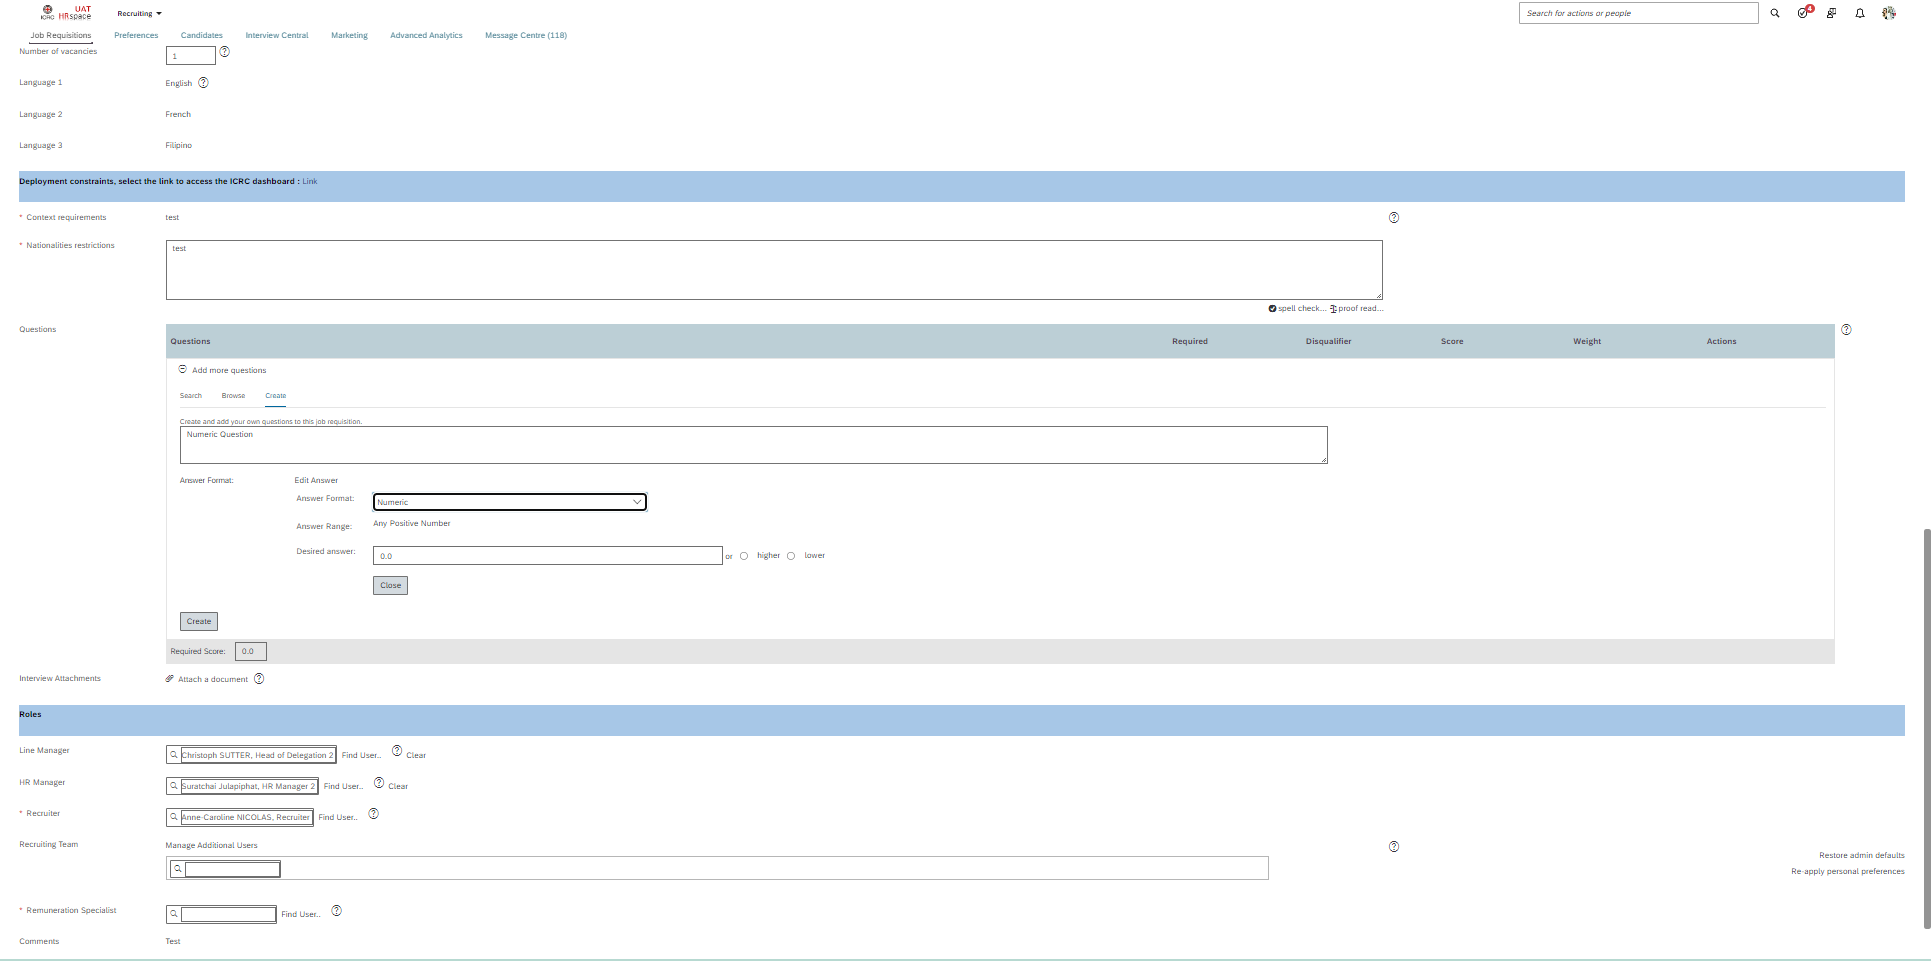 UAT
ICRC HRspace
Recruiting
Search for actions or people
4
Job Requisitions Preferences Candidates Interview Central Marketing Advanced Analytics Message Centre (118)
Number of vacancies 1
Language 1 English
Language 2 French
Language 3 Filipino
Deployment constraints, select the link to access the ICRC dashboard : Link
* Context requirements test
* Nationalities restrictions test
spell check... proof read...
Questions
Questions Required Disqualifier Score Weight Actions
Add more questions
Search Browse Create
Create and add your own questions to this job requisition.
Numeric Question
Answer Format: Edit Answer
Answer Format: Numeric
Answer Range: Any Positive Number
Desired answer: 0.0 or higher lower
Close
Create
Required Score: 0.0
Interview Attachments Attach a document
Roles
Line Manager Christoph SUTTER, Head of Delegation 2 Find User.. Clear
HR Manager Suratchai Julapiphat, HR Manager 2 Find User.. Clear
* Recruiter Anne-Caroline NICOLAS, Recruiter Find User..
Recruiting Team Manage Additional Users
Restore admin defaults
Re-apply personal preferences
* Remuneration Specialist Find User..
Comments Test